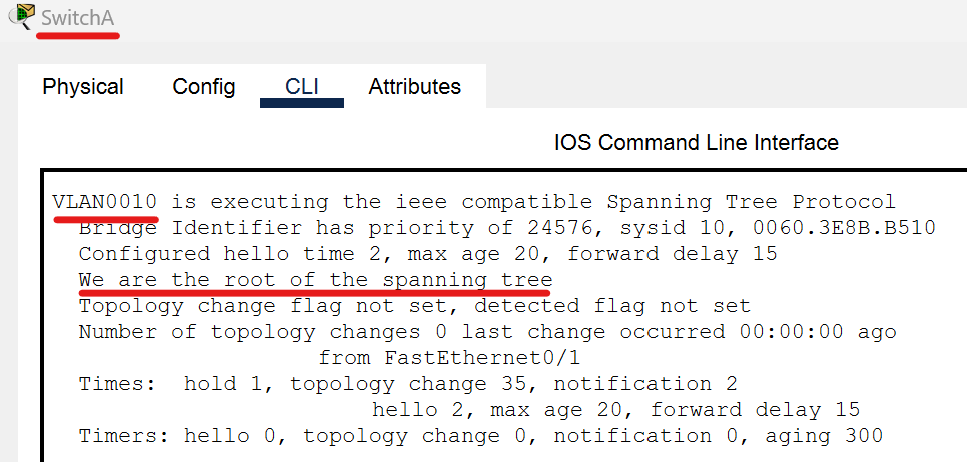 SwitchA
Physical Config CLI Attributes
IOS Command Line Interface
VLAN0010 is executing the ieee compatible Spanning Tree Protocol
Bridge Identifier has priority of 24576, sysid 10, 0060.3E8B.B510
Configured hello time 2, max age 20, forward delay 15
We are the root of the spanning tree
Topology change flag not set, detected flag not set
Number of topology changes 0 last change occurred 00:00:00 ago
from FastEthernet0/1
Times: hold 1, topology change 35, notification 2
hello 2, max age 20, forward delay 15
Timers: hello 0, topology change 0, notification 0, aging 300